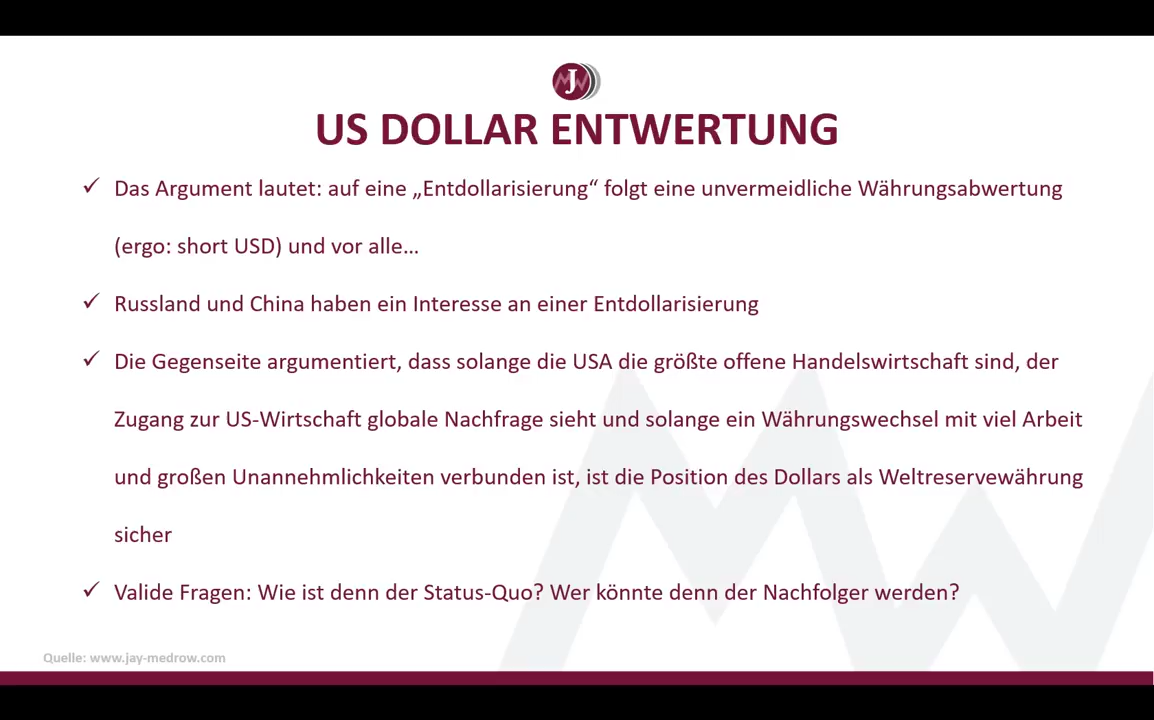 J
US DOLLAR ENTWERTUNG
✓ Das Argument lautet: auf eine „Entdollarisierung“ folgt eine unvermeidliche Währungsabwertung
(ergo: short USD) und vor alle…
✓ Russland und China haben ein Interesse an einer Entdollarisierung
✓ Die Gegenseite argumentiert, dass solange die USA die größte offene Handelswirtschaft sind, der
Zugang zur US-Wirtschaft globale Nachfrage sieht und solange ein Währungswechsel mit viel Arbeit
und großen Unannehmlichkeiten verbunden ist, ist die Position des Dollars als Weltreservewährung
sicher
✓ Valide Fragen: Wie ist denn der Status-Quo? Wer könnte denn der Nachfolger werden?
Quelle: www.jay-medrow.com